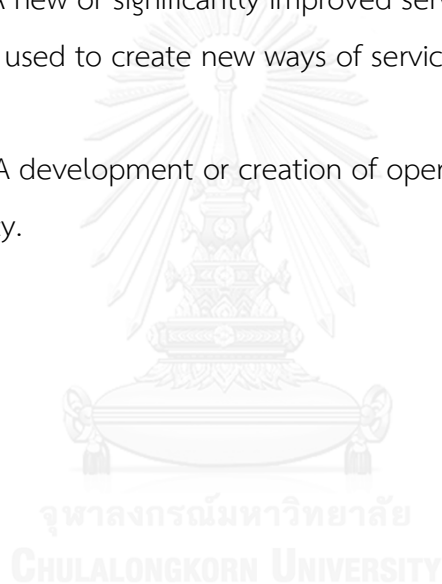 A new or significantly improved
used to create new ways of servic
A development or creation of oper
y.
จุฬาลงกรณ์มหาวิทยาลัย
CHULALONGKORN UNIVERSITY